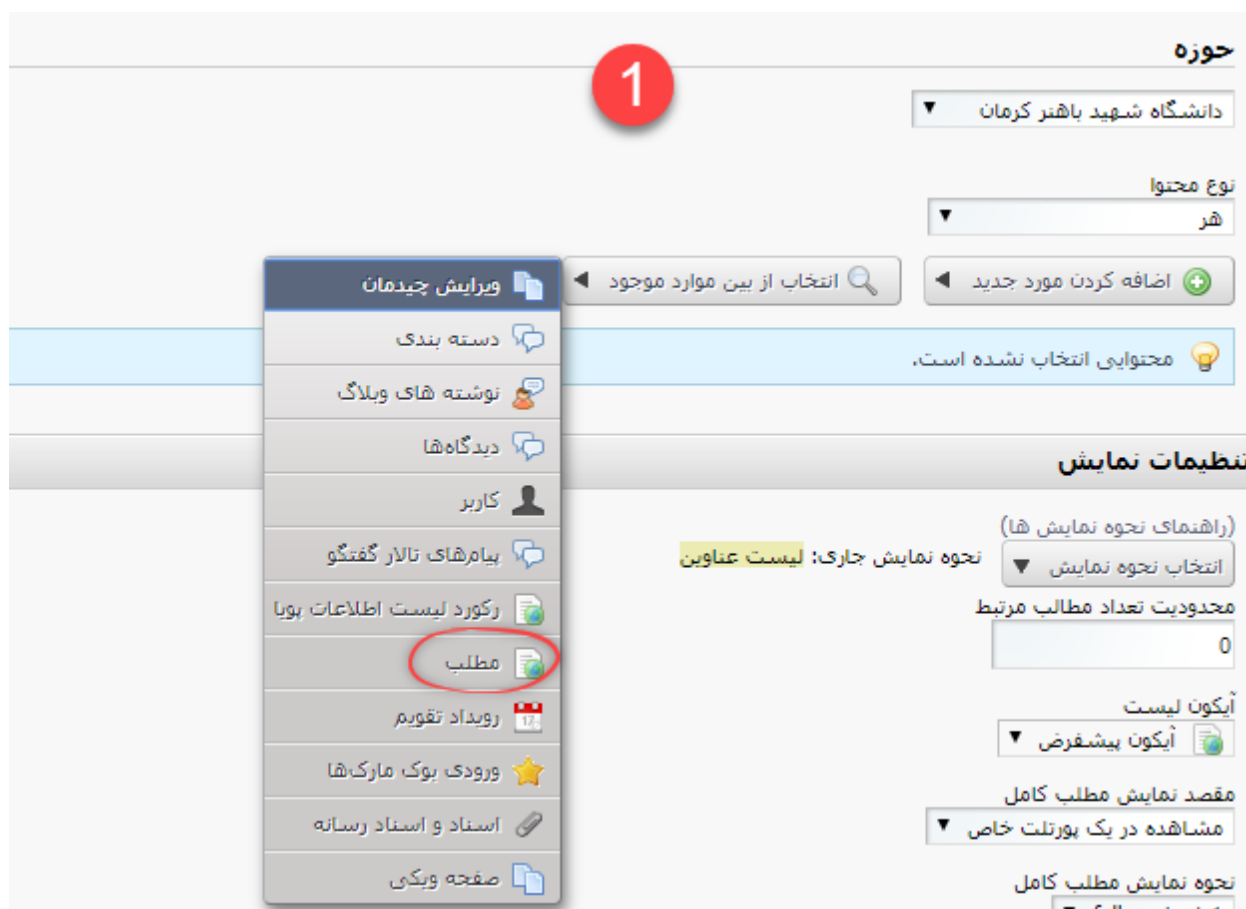 حوزه
1
دانشگاه شهید باهنر کرمان
نوع محتوا
هر
اضافه کردن مورد جدید
انتخاب از بین موارد موجود
ویرایش چیدمان
دسته بندی
نوشته های وبلاگ
دیدگاه‌ها
کاربر
پیام‌های تالار گفتگو
رکورد لیست اطلاعات پویا
مطلب
رویداد تقویم
ورودی بوک مارک‌ها
اسناد و اسناد رسانه
صفحه ویکی
محتوایی انتخاب نشده است.
تنظیمات نمایش
(راهنمای نحوه نمایش ها)
انتخاب نحوه نمایش
نحوه نمایش جاری: لیست عناوین
محدودیت تعداد مطالب مرتبط
0
آیکون لیست
آیکون پیشفرض
مقصد نمایش مطلب کامل
مشاهده در یک پورتلت خاص
نحوه نمایش مطلب کامل